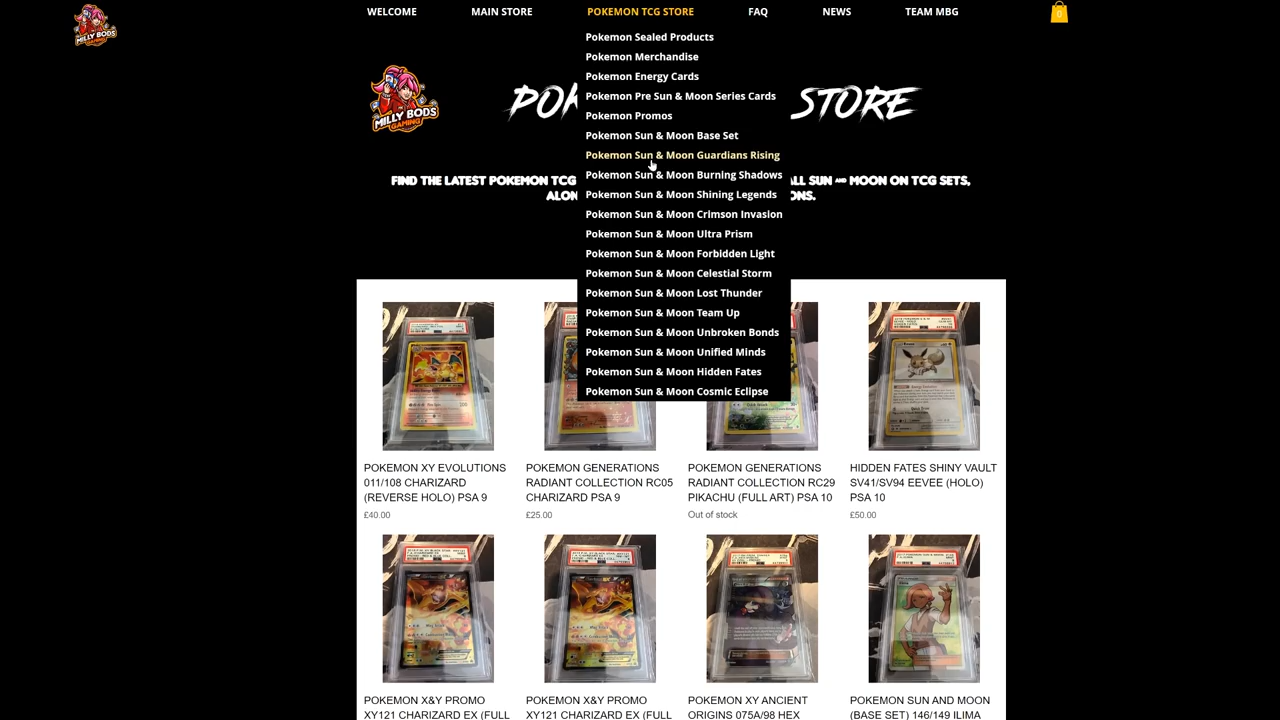 WELCOME
MAIN STORE
POKEMON TCG STORE
FAQ
NEWS
TEAM MBG
0
MILLY BODS
GAMING
Pokemon Sealed Products
Pokemon Merchandise
Pokemon Energy Cards
Pokemon Pre Sun & Moon Series Cards
Pokemon Promos
Pokemon Sun & Moon Base Set
Pokemon Sun & Moon Guardians Rising
Pokemon Sun & Moon Burning Shadows
Pokemon Sun & Moon Shining Legends
Pokemon Sun & Moon Crimson Invasion
Pokemon Sun & Moon Ultra Prism
Pokemon Sun & Moon Forbidden Light
Pokemon Sun & Moon Celestial Storm
Pokemon Sun & Moon Lost Thunder
Pokemon Sun & Moon Team Up
Pokemon Sun & Moon Unbroken Bonds
Pokemon Sun & Moon Unified Minds
Pokemon Sun & Moon Hidden Fates
Pokemon Sun & Moon Cosmic Eclipse
MILLY BODS
GAMING
POK STORE
FIND THE LATEST POKEMON TCG ALL SUN AND MOON ON TCG SETS,
ALON ONS.
POKEMON XY EVOLUTIONS
011/108 CHARIZARD
(REVERSE HOLO) PSA 9
£40.00
POKEMON GENERATIONS
RADIANT COLLECTION RC05
CHARIZARD PSA 9
£25.00
POKEMON GENERATIONS
RADIANT COLLECTION RC29
PIKACHU (FULL ART) PSA 10
Out of stock
HIDDEN FATES SHINY VAULT
SV41/SV94 EEVEE (HOLO)
PSA 10
£50.00
POKEMON X&Y PROMO
XY121 CHARIZARD EX (FULL
POKEMON X&Y PROMO
XY121 CHARIZARD EX (FULL
POKEMON XY ANCIENT
ORIGINS 075A/98 HEX
POKEMON SUN AND MOON
(BASE SET) 146/149 ILIMA